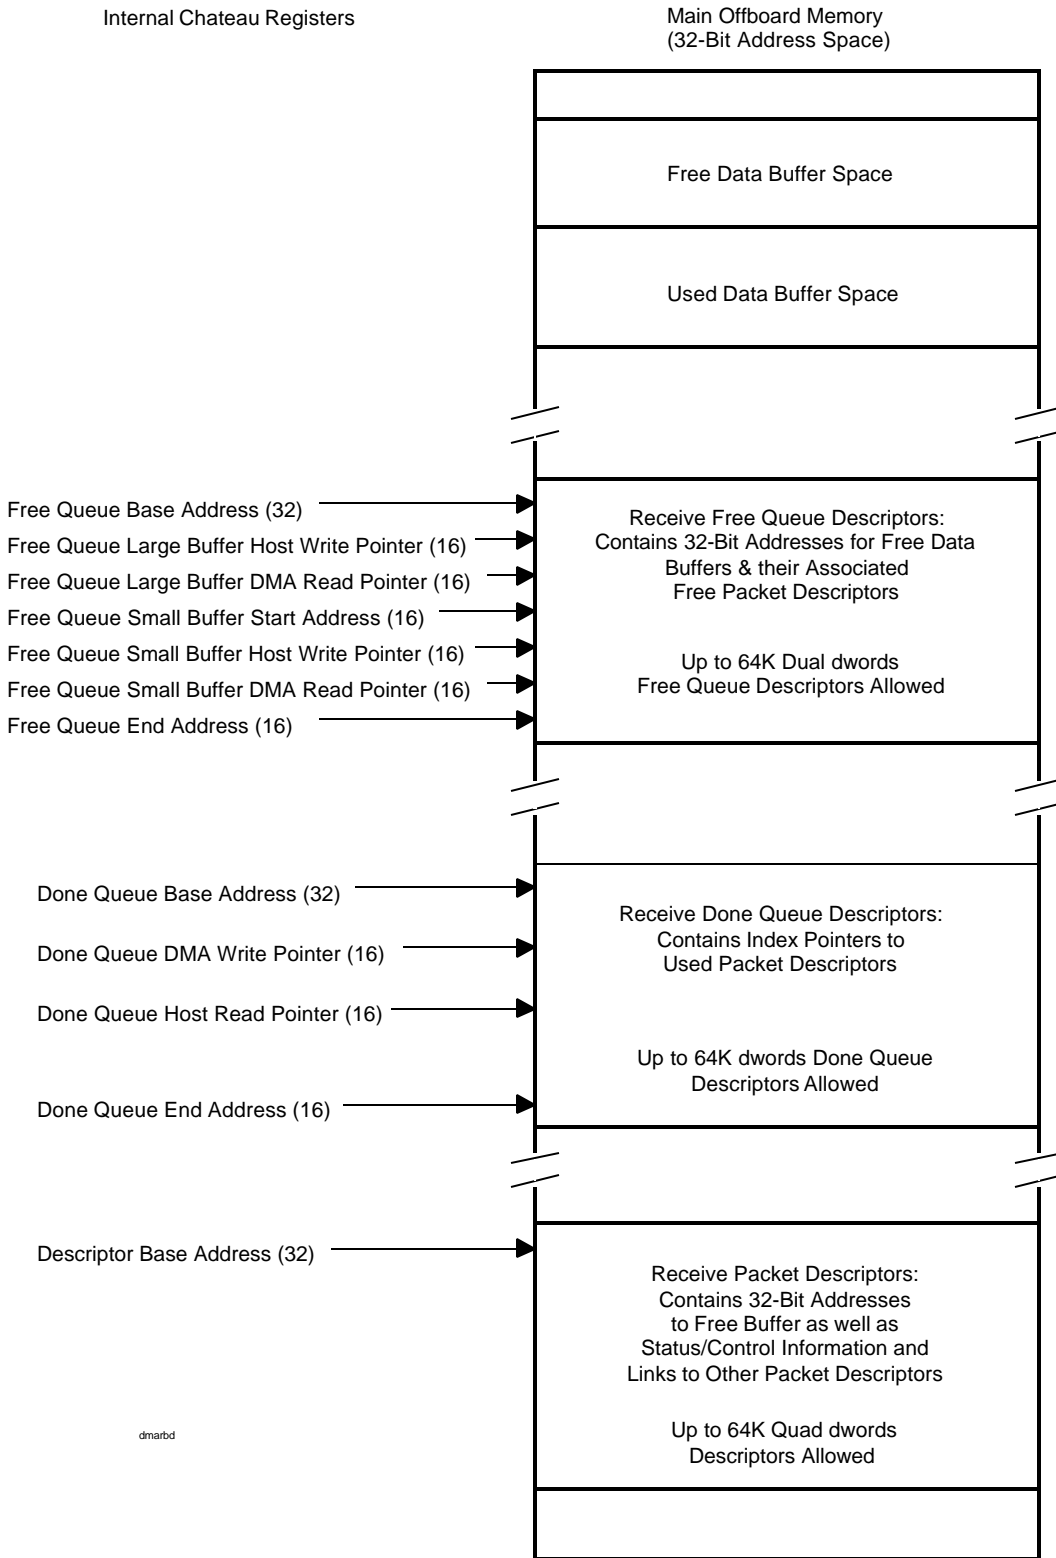 Internal Chateau Registers
Main Offboard Memory
(32-Bit Address Space)
Free Data Buffer Space
Used Data Buffer Space
Free Queue Base Address (32)
Free Queue Large Buffer Host Write Pointer (16)
Free Queue Large Buffer DMA Read Pointer (16)
Free Queue Small Buffer Start Address (16)
Free Queue Small Buffer Host Write Pointer (16)
Free Queue Small Buffer DMA Read Pointer (16)
Free Queue End Address (16)
Receive Free Queue Descriptors:
Contains 32-Bit Addresses for Free Data
Buffers & their Associated
Free Packet Descriptors
Up to 64K Dual dwords
Free Queue Descriptors Allowed
Done Queue Base Address (32)
Done Queue DMA Write Pointer (16)
Done Queue Host Read Pointer (16)
Done Queue End Address (16)
Receive Done Queue Descriptors:
Contains Index Pointers to
Used Packet Descriptors
Up to 64K dwords Done Queue
Descriptors Allowed
Descriptor Base Address (32)
Receive Packet Descriptors:
Contains 32-Bit Addresses
to Free Buffer as well as
Status/Control Information and
Links to Other Packet Descriptors
Up to 64K Quad dwords
Descriptors Allowed
dmarbd